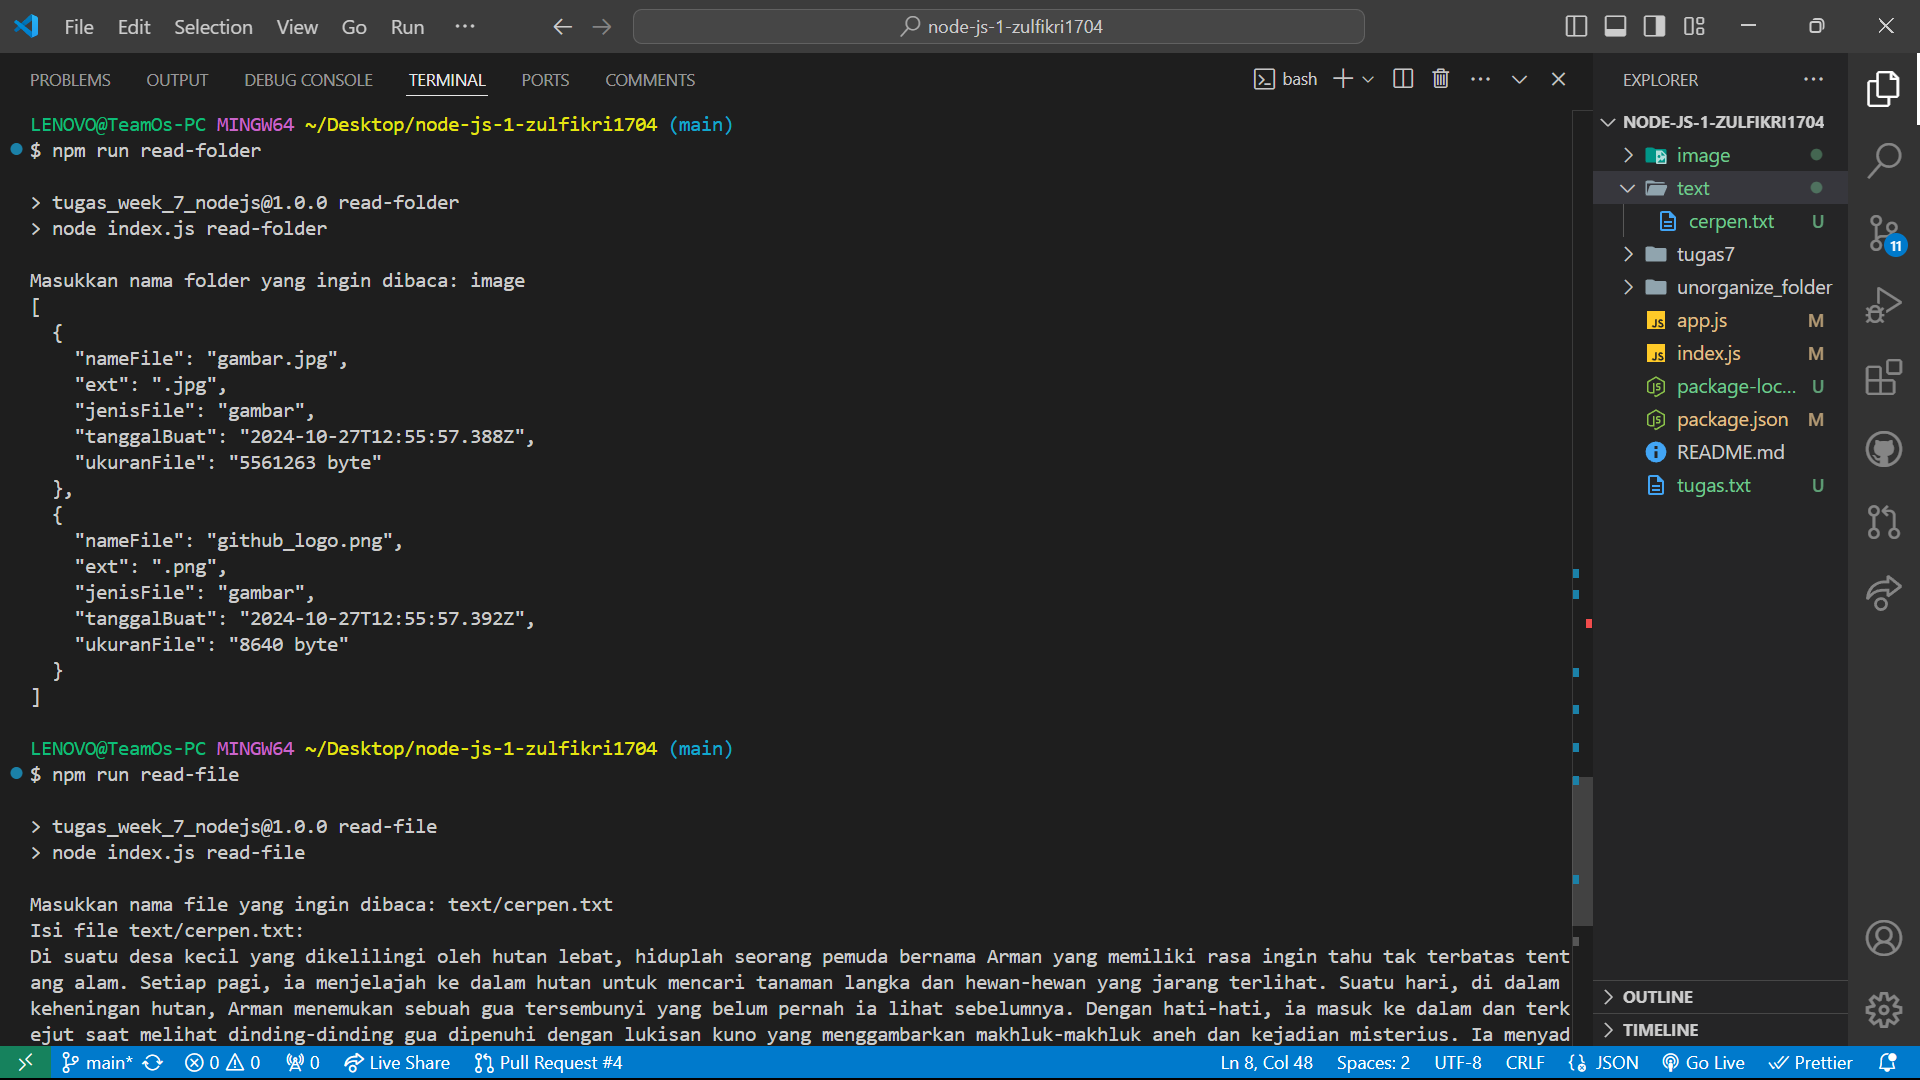 File Edit Selection View Go Run ··· node-js-1-zulfikri1704
PROBLEMS OUTPUT DEBUG CONSOLE TERMINAL PORTS COMMENTS bash
LENOVO@TeamOs-PC MINGW64 ~/Desktop/node-js-1-zulfikri1704 (main)
$ npm run read-folder
> tugas_week_7_nodejs@1.0.0 read-folder
> node index.js read-folder
Masukkan nama folder yang ingin dibaca: image
[
  {
    "nameFile": "gambar.jpg",
    "ext": ".jpg",
    "jenisFile": "gambar",
    "tanggalBuat": "2024-10-27T12:55:57.388Z",
    "ukuranFile": "5561263 byte"
  },
  {
    "nameFile": "github_logo.png",
    "ext": ".png",
    "jenisFile": "gambar",
    "tanggalBuat": "2024-10-27T12:55:57.392Z",
    "ukuranFile": "8640 byte"
  }
]
LENOVO@TeamOs-PC MINGW64 ~/Desktop/node-js-1-zulfikri1704 (main)
$ npm run read-file
> tugas_week_7_nodejs@1.0.0 read-file
> node index.js read-file
Masukkan nama file yang ingin dibaca: text/cerpen.txt
Isi file text/cerpen.txt:
Di suatu desa kecil yang dikelilingi oleh hutan lebat, hiduplah seorang pemuda bernama Arman yang memiliki rasa ingin tahu tak terbatas tent
ang alam. Setiap pagi, ia menjelajah ke dalam hutan untuk mencari tanaman langka dan hewan-hewan yang jarang terlihat. Suatu hari, di dalam
keheningan hutan, Arman menemukan sebuah gua tersembunyi yang belum pernah ia lihat sebelumnya. Dengan hati-hati, ia masuk ke dalam dan terk
ejut saat melihat dinding-dinding gua dipenuhi dengan lukisan kuno yang menggambarkan makhluk-makhluk aneh dan kejadian misterius. Ia menyad
EXPLORER
NODE-JS-1-ZULFIKRI1704
image
text
cerpen.txt U
tugas7
unorganize_folder
JS app.js M
JS index.js M
package-loc... U
package.json M
README.md
tugas.txt U
OUTLINE
TIMELINE
11
main* 0 0 0 Live Share Pull Request #4 Ln 8, Col 48 Spaces: 2 UTF-8 CRLF JSON Go Live Prettier